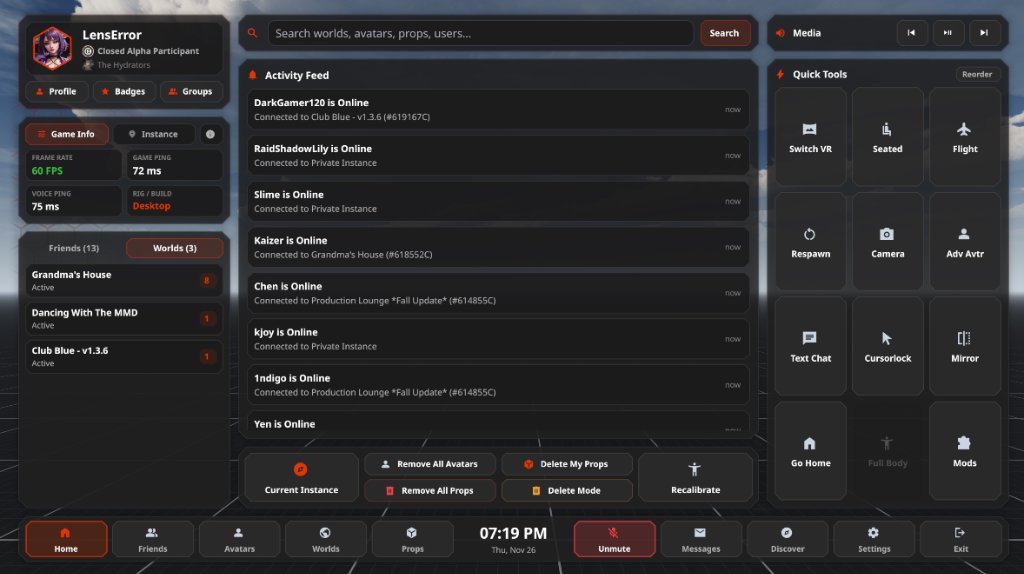 LensError
Closed Alpha Participant
The Hydrators
Profile
Badges
Groups
Game Info
Instance
FRAME RATE
60 FPS
GAME PING
72 ms
VOICE PING
75 ms
RIG / BUILD
Desktop
Friends (13)
Worlds (3)
Grandma's House
Active
8
Dancing With The MMD
Active
1
Club Blue - v1.3.6
Active
1
Search worlds, avatars, props, users...
Search
Activity Feed
DarkGamer120 is Online
Connected to Club Blue - v1.3.6 (#619167C)
now
RaidShadowLily is Online
Connected to Private Instance
now
Slime is Online
Connected to Private Instance
now
Kaizer is Online
Connected to Grandma's House (#618552C)
now
Chen is Online
Connected to Production Lounge *Fall Update* (#614855C)
now
kjoy is Online
Connected to Private Instance
now
1ndigo is Online
Connected to Production Lounge *Fall Update* (#614855C)
now
Yen is Online
now
Current Instance
Remove All Avatars
Delete My Props
Remove All Props
Delete Mode
Recalibrate
Media
Quick Tools
Reorder
Switch VR
Seated
Flight
Respawn
Camera
Adv Avtr
Text Chat
Cursorlock
Mirror
Go Home
Full Body
Mods
Home
Friends
Avatars
Worlds
Props
07:19 PM
Thu, Nov 26
Unmute
Messages
Discover
Settings
Exit